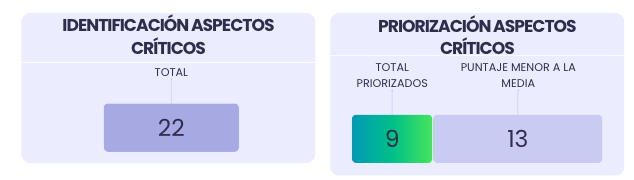 IDENTIFICACIÓN ASPECTOS
CRÍTICOS
TOTAL
22
PRIORIZACIÓN ASPECTOS
CRÍTICOS
TOTAL
PRIORIZADOS
9
PUNTAJE MENOR A LA
MEDIA
13